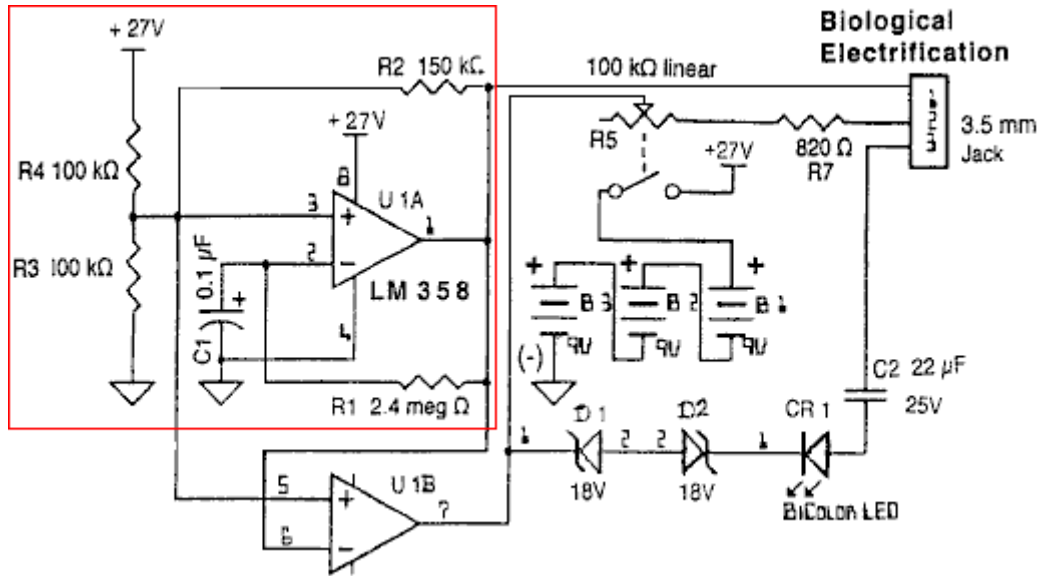 Biological
Electrification
+ 27V
R2 150 kΩ
100 kΩ linear
1
2
3
3.5 mm
Jack
+ 27V
R5
820 Ω
R7
+27V
R4 100 kΩ
8
U 1A
3
+
1
2
−
LM 358
R3 100 kΩ
0.1 µF
+
C1
4
+
B 3
9V
+
B 2
9V
+
B 1
9V
(-)
R1 2.4 meg Ω
C2 22 µF
25V
1
D 1
2
2
D2
1
CR 1
18V
18V
BiCOLOR LED
U 1B
5
+
7
6
−